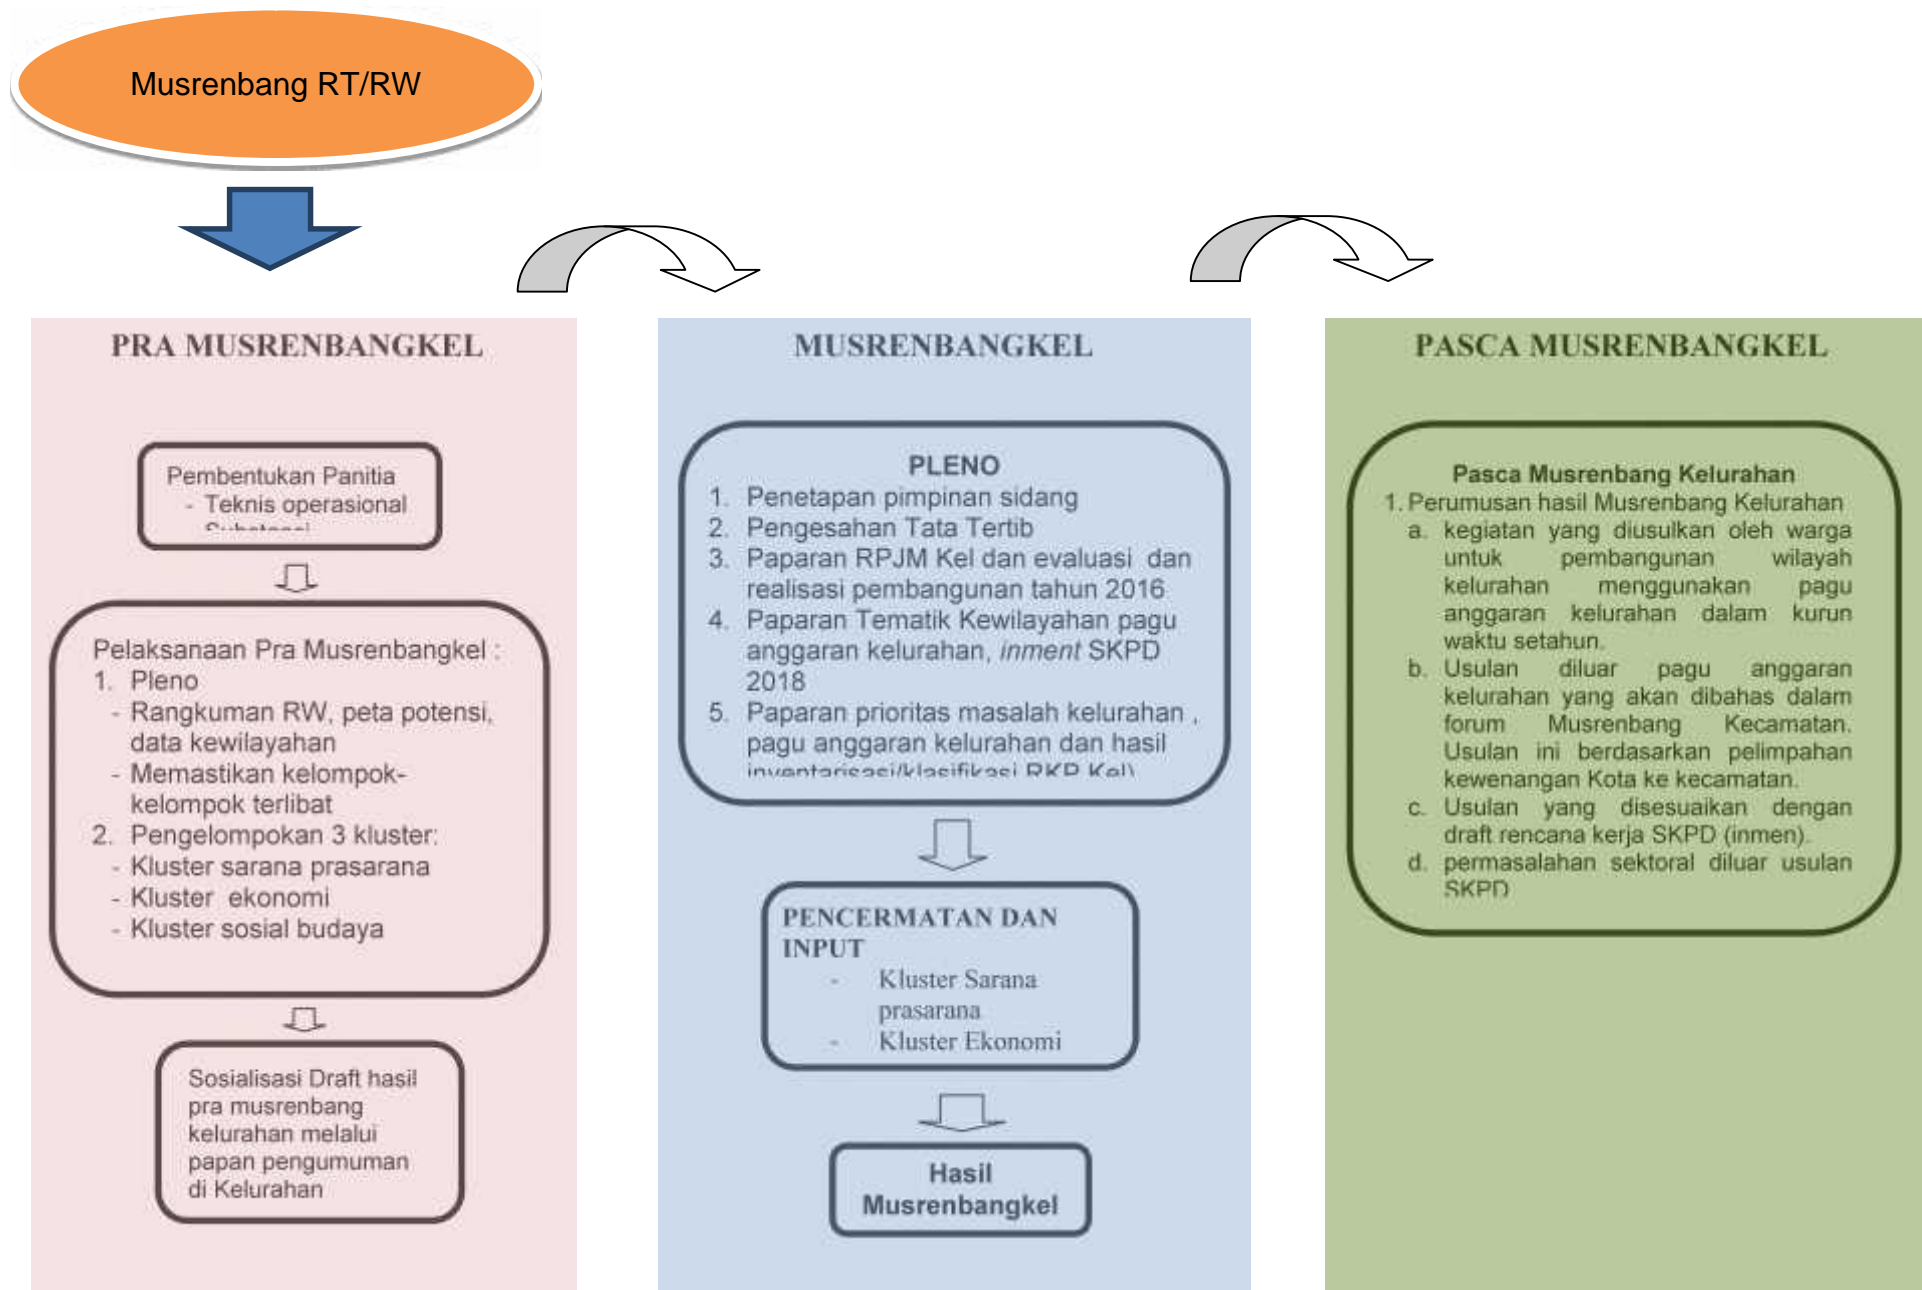 Musrenbang RT/RW
PRA MUSRENBANGKEL
Pembentukan Panitia
- Teknis operasional
Pelaksanaan Pra Musrenbangkel :
1. Pleno
- Rangkuman RW, peta potensi,
data kewilayahan
- Memastikan kelompok-
kelompok terlibat
2. Pengelompokan 3 kluster:
- Kluster sarana prasarana
- Kluster ekonomi
- Kluster sosial budaya
Sosialisasi Draft hasil
pra musrenbang
kelurahan melalui
papan pengumuman
di Kelurahan
MUSRENBANGKEL
PLENO
1. Penetapan pimpinan sidang
2. Pengesahan Tata Tertib
3. Paparan RPJM Kel dan evaluasi dan
realisasi pembangunan tahun 2016
4. Paparan Tematik Kewilayahan pagu
anggaran kelurahan, inment SKPD
2018
5. Paparan prioritas masalah kelurahan ,
pagu anggaran kelurahan dan hasil
inventarisasi/klasifikasi RKP Kel)
PENCERMATAN DAN
INPUT
- Kluster Sarana
prasarana
- Kluster Ekonomi
Hasil
Musrenbangkel
PASCA MUSRENBANGKEL
Pasca Musrenbang Kelurahan
1. Perumusan hasil Musrenbang Kelurahan
a. kegiatan yang diusulkan oleh warga
untuk pembangunan wilayah
kelurahan menggunakan pagu
anggaran kelurahan dalam kurun
waktu setahun.
b. Usulan diluar pagu anggaran
kelurahan yang akan dibahas dalam
forum Musrenbang Kecamatan.
Usulan ini berdasarkan pelimpahan
kewenangan Kota ke kecamatan.
c. Usulan yang disesuaikan dengan
draft rencana kerja SKPD (inmen).
d. permasalahan sektoral diluar usulan
SKPD